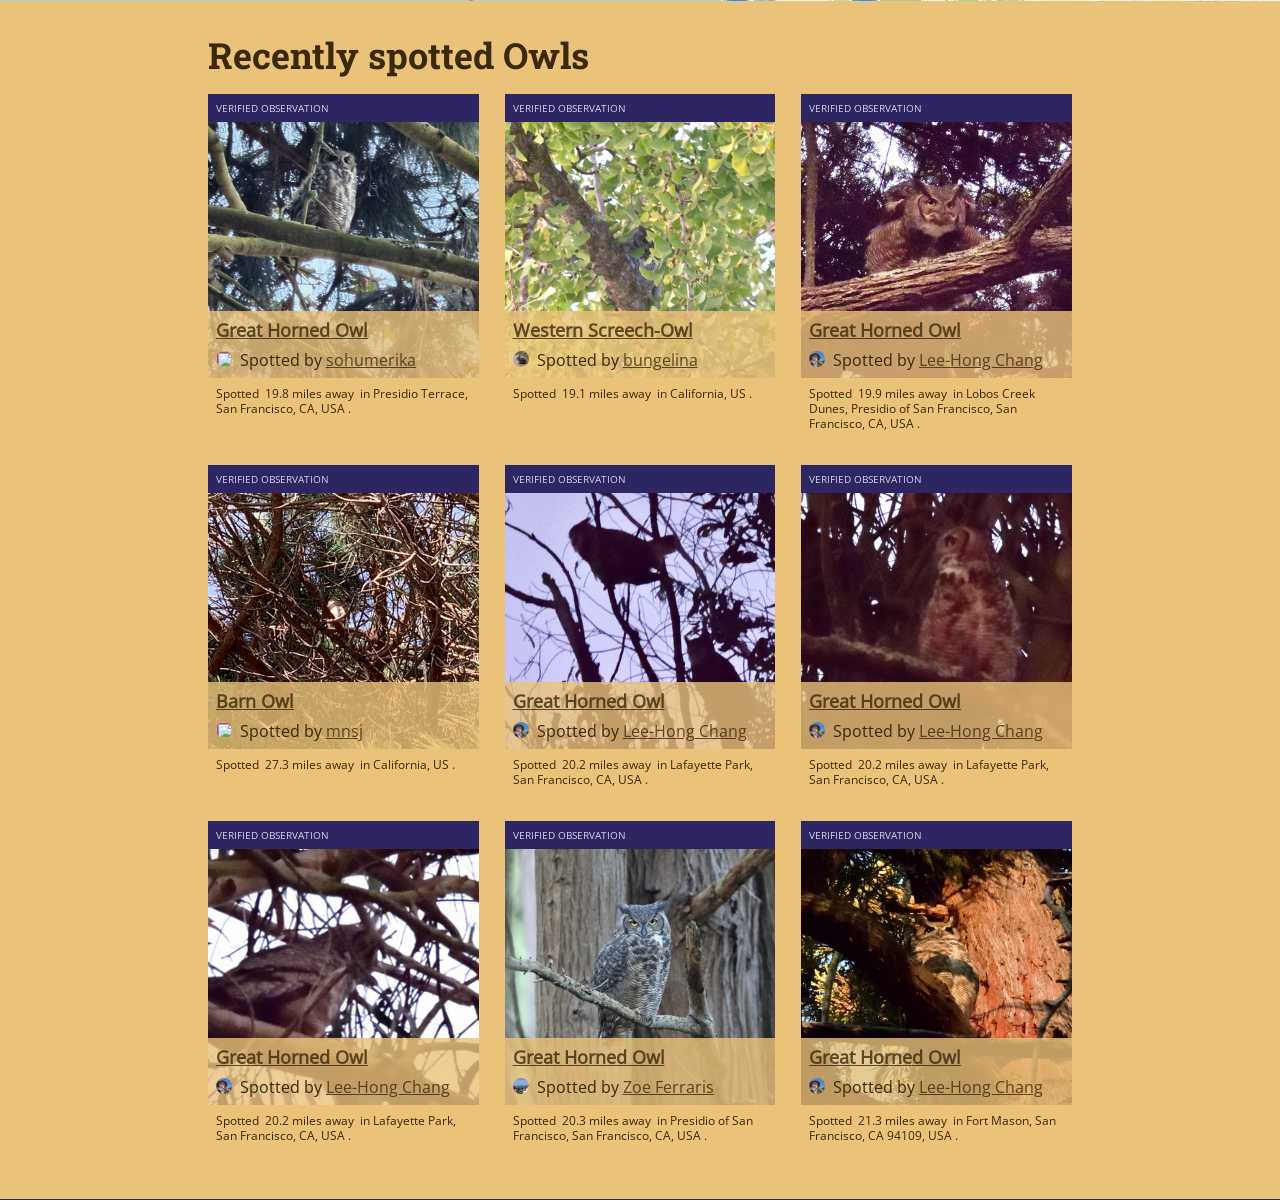 Recently spotted Owls
VERIFIED OBSERVATION
Great Horned Owl
Spotted by sohumerika
Spotted 19.8 miles away in Presidio Terrace,
San Francisco, CA, USA .
VERIFIED OBSERVATION
Western Screech-Owl
Spotted by bungelina
Spotted 19.1 miles away in California, US .
VERIFIED OBSERVATION
Great Horned Owl
Spotted by Lee-Hong Chang
Spotted 19.9 miles away in Lobos Creek
Dunes, Presidio of San Francisco, San
Francisco, CA, USA .
VERIFIED OBSERVATION
Barn Owl
Spotted by mnsj
Spotted 27.3 miles away in California, US .
VERIFIED OBSERVATION
Great Horned Owl
Spotted by Lee-Hong Chang
Spotted 20.2 miles away in Lafayette Park,
San Francisco, CA, USA .
VERIFIED OBSERVATION
Great Horned Owl
Spotted by Lee-Hong Chang
Spotted 20.2 miles away in Lafayette Park,
San Francisco, CA, USA .
VERIFIED OBSERVATION
Great Horned Owl
Spotted by Lee-Hong Chang
Spotted 20.2 miles away in Lafayette Park,
San Francisco, CA, USA .
VERIFIED OBSERVATION
Great Horned Owl
Spotted by Zoe Ferraris
Spotted 20.3 miles away in Presidio of San
Francisco, San Francisco, CA, USA .
VERIFIED OBSERVATION
Great Horned Owl
Spotted by Lee-Hong Chang
Spotted 21.3 miles away in Fort Mason, San
Francisco, CA 94109, USA .